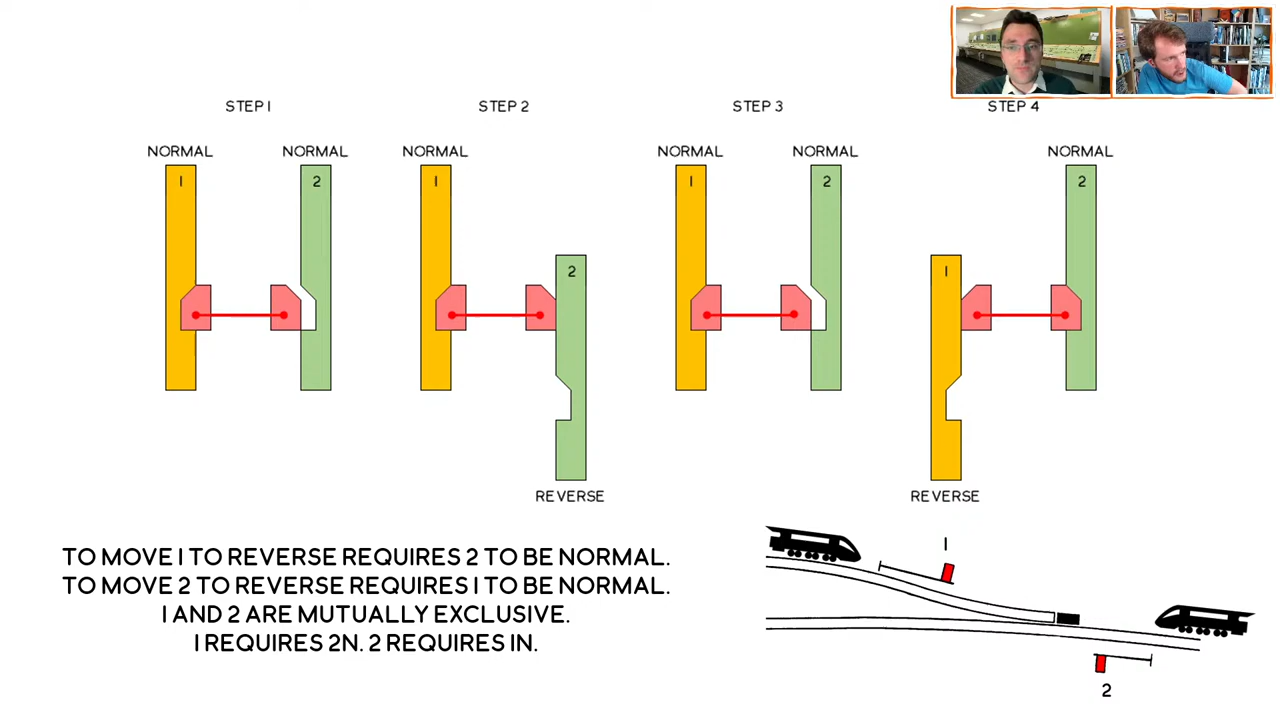 STEP 1
STEP 2
STEP 3
STEP 4
NORMAL
NORMAL
NORMAL
NORMAL
NORMAL
NORMAL
1
2
1
1
2
2
2
1
REVERSE
REVERSE
TO MOVE 1 TO REVERSE REQUIRES 2 TO BE NORMAL.
TO MOVE 2 TO REVERSE REQUIRES 1 TO BE NORMAL.
1 AND 2 ARE MUTUALLY EXCLUSIVE.
1 REQUIRES 2N. 2 REQUIRES 1N.
1
2